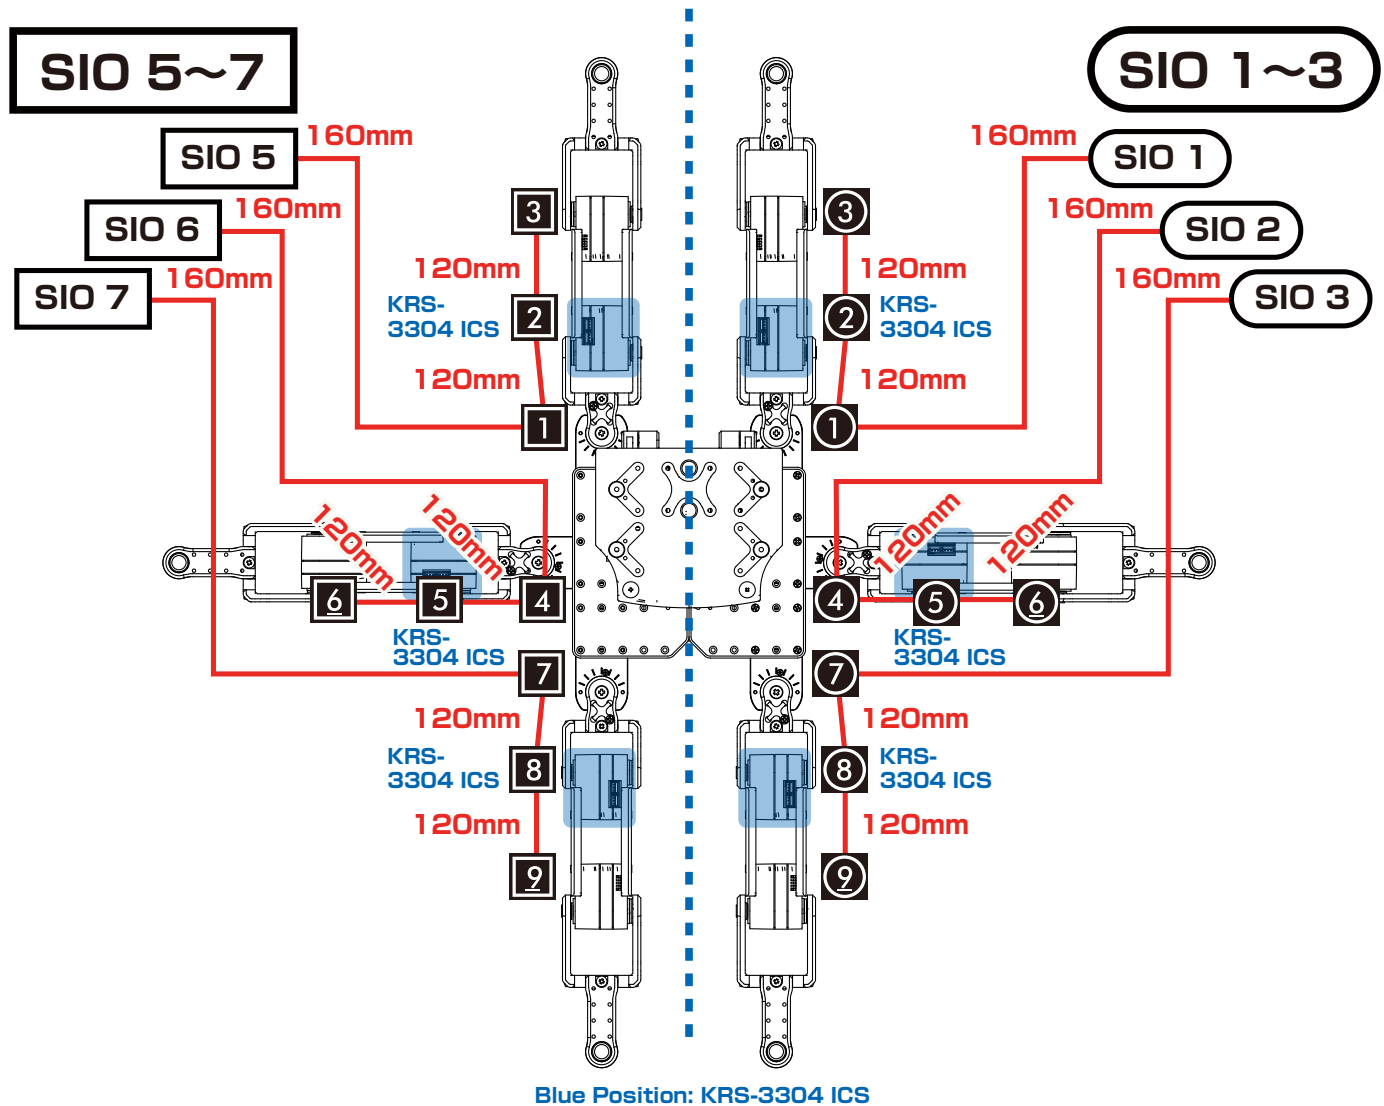 SIO 5〜7
SIO 1〜3
160mm
160mm
SIO 5
SIO 1
160mm
160mm
SIO 6
3
3
SIO 2
160mm
120mm
120mm
160mm
SIO 7
KRS-
3304 ICS
2
2
KRS-
3304 ICS
SIO 3
120mm
120mm
1
1
120mm
120mm
120mm
120mm
6
5
4
4
5
6
KRS-
3304 ICS
KRS-
3304 ICS
7
7
120mm
120mm
KRS-
3304 ICS
8
8
KRS-
3304 ICS
120mm
120mm
9
9
Blue Position: KRS-3304 ICS